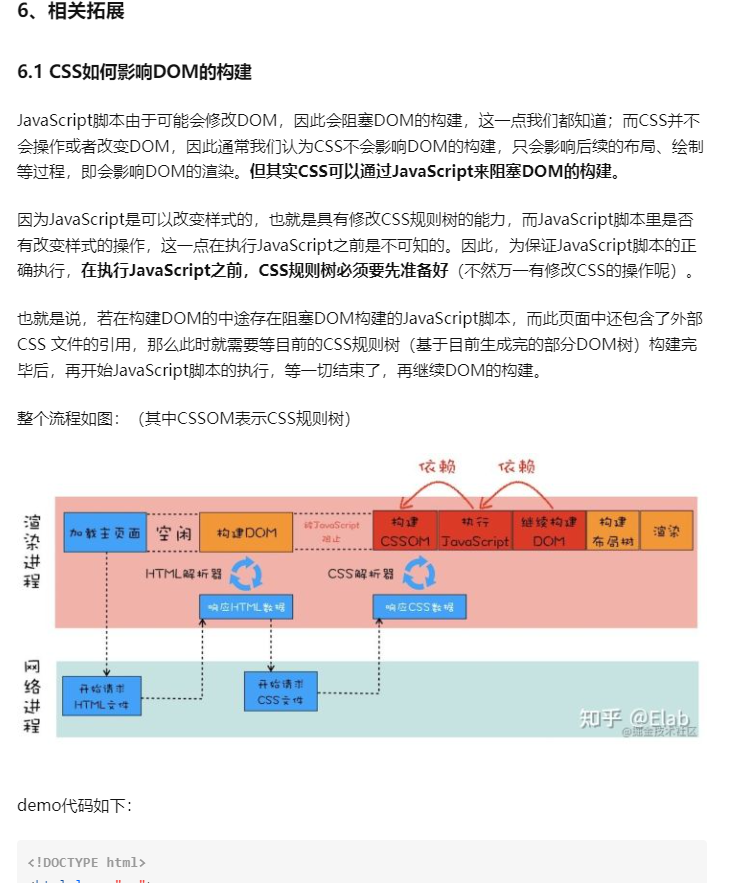 6、相关拓展
6.1 CSS如何影响DOM的构建
JavaScript脚本由于可能会修改DOM，因此会阻塞DOM的构建，这一点我们都知道；而CSS并不
会操作或者改变DOM，因此通常我们认为CSS不会影响DOM的构建，只会影响后续的布局、绘制
等过程，即会影响DOM的渲染。但其实CSS可以通过JavaScript来阻塞DOM的构建。
因为JavaScript是可以改变样式的，也就是具有修改CSS规则树的能力，而JavaScript脚本里是否
有改变样式的操作，这一点在执行JavaScript之前是不可知的。因此，为保证JavaScript脚本的正
确执行，在执行JavaScript之前，CSS规则树必须要先准备好（不然万一有修改CSS的操作呢）。
也就是说，若在构建DOM的中途存在阻塞DOM构建的JavaScript脚本，而此页面中还包含了外部
CSS 文件的引用，那么此时就需要等目前的CSS规则树（基于目前生成完的部分DOM树）构建完
毕后，再开始JavaScript脚本的执行，等一切结束了，再继续DOM的构建。
整个流程如图：（其中CSSOM表示CSS规则树）
依赖
依赖
渲染进程
加载主页面
空闲
构建DOM
被JavaScript
阻止
构建
CSSOM
执行
JavaScript
继续构建
DOM
构建
布局树
渲染
HTML解析器
CSS解析器
响应HTML数据
响应CSS数据
网络进程
开始请求
HTML文件
开始请求
CSS文件
知乎 @Elab
@掘金技术社区
demo代码如下：
<!DOCTYPE html>